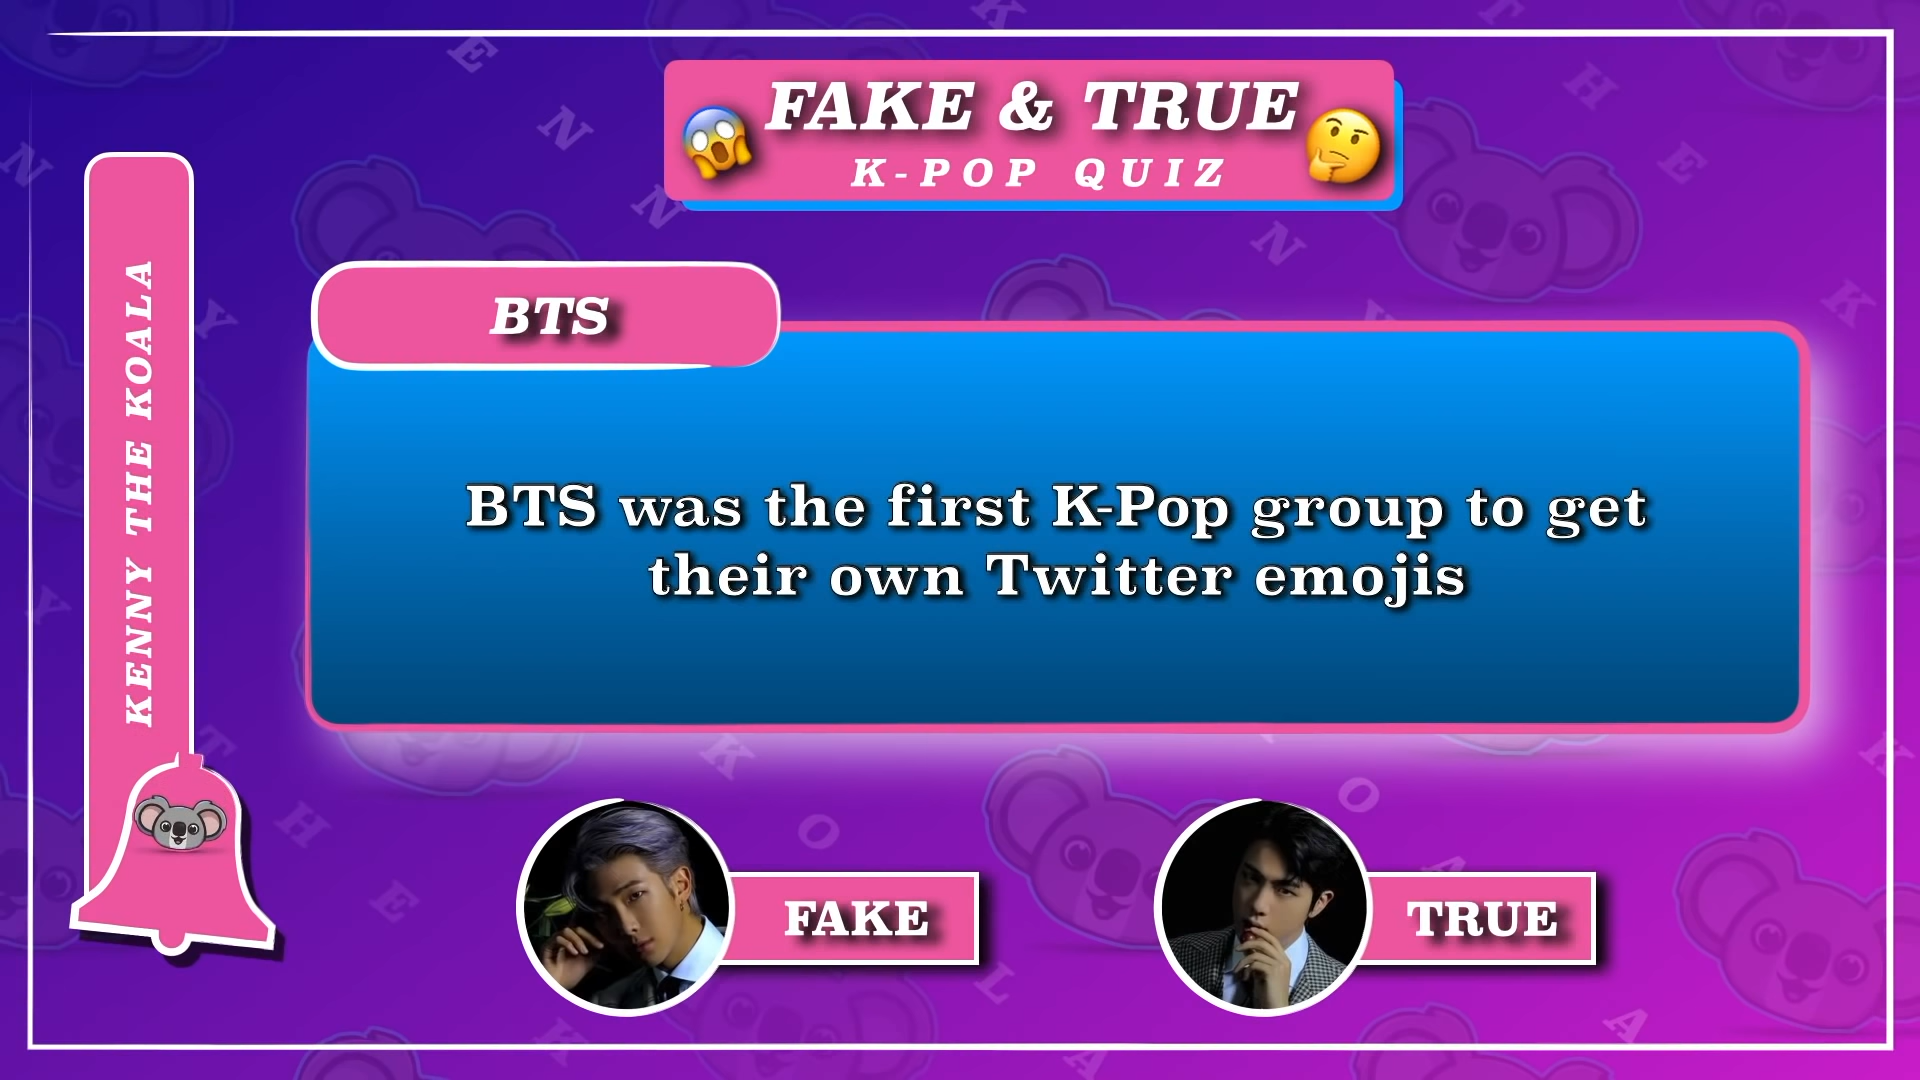 FAKE & TRUE
K-POP QUIZ
KENNY THE KOALA
BTS
BTS was the first K-Pop group to get
their own Twitter emojis
FAKE
TRUE